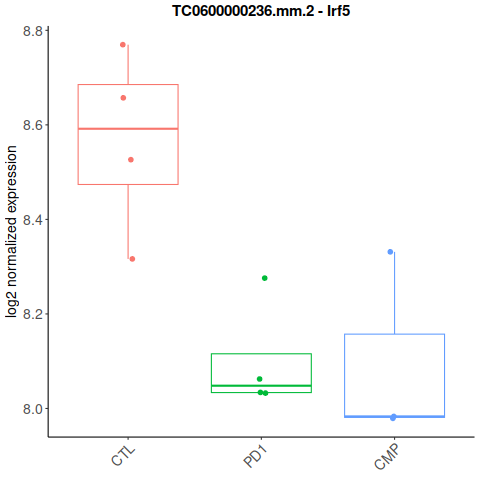 TC0600000236.mm.2 - Irf5
log2 normalized expression
8.8
8.6
8.4
8.2
8.0
CTL
PD1
CMP